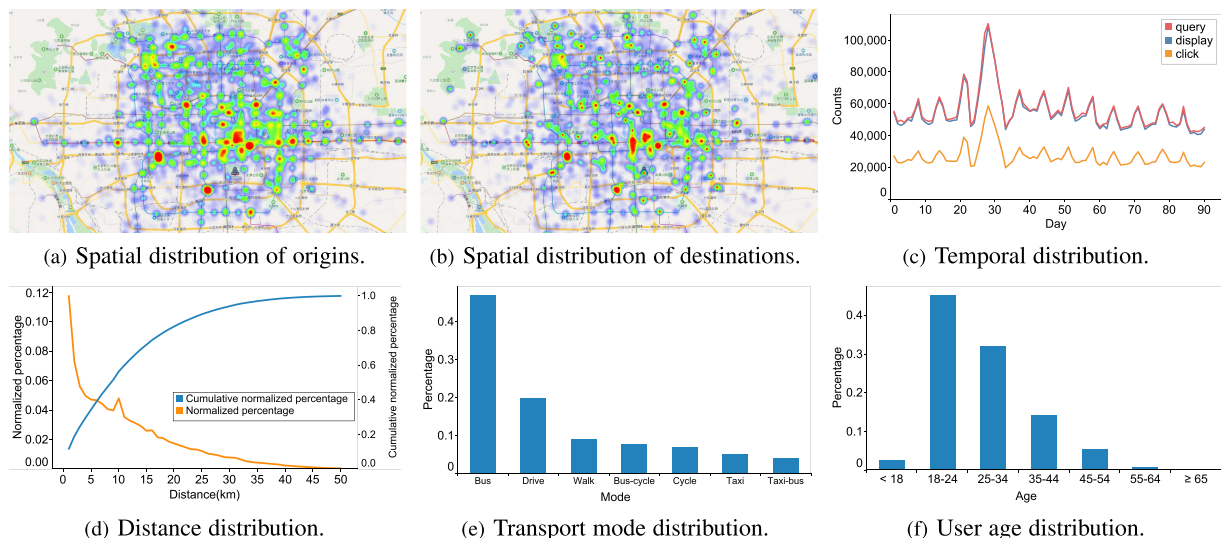 100,000
80,000
60,000
40,000
20,000
0
Counts
query
display
click
0 10 20 30 40 50 60 70 80 90
Day
(a) Spatial distribution of origins.
(b) Spatial distribution of destinations.
(c) Temporal distribution.
0.12
0.10
0.08
0.06
0.04
0.02
0.00
Normalized percentage
1.0
0.8
0.6
0.4
0.2
0.0
Cumulative normalized percentage
Cumulative normalized percentage
Normalized percentage
0 5 10 15 20 25 30 35 40 45 50
Distance(km)
0.4
0.3
0.2
0.1
0
Percentage
Bus Drive Walk Bus-cycle Cycle Taxi Taxi-bus
Mode
0.4
0.3
0.2
0.1
0
Percentage
< 18 18-24 25-34 35-44 45-54 55-64 ≥ 65
Age
(d) Distance distribution.
(e) Transport mode distribution.
(f) User age distribution.